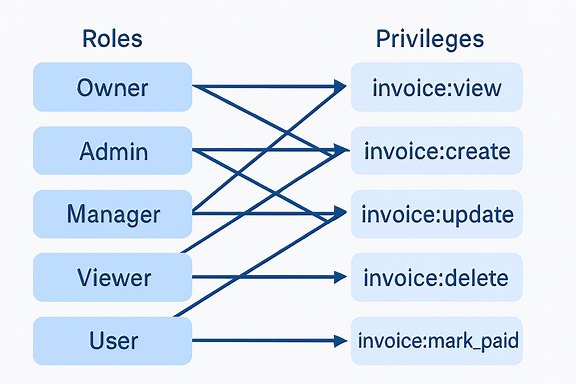 Roles
Privileges
Owner
invoice:view
Admin
invoice:create
Manager
invoice:update
Viewer
invoice:delete
User
invoice:mark_paid